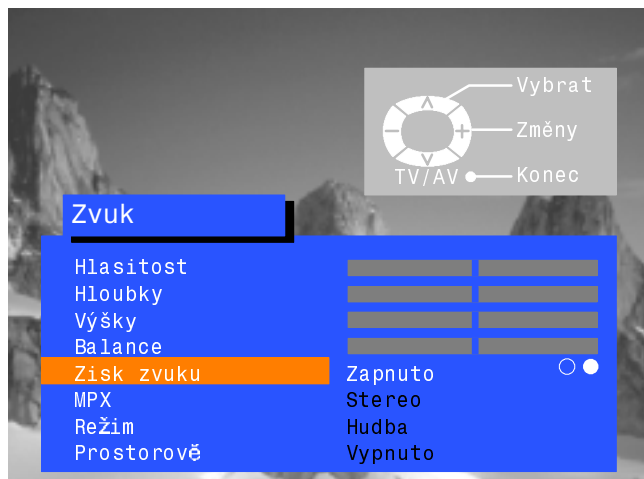 Vybrat
Změny
TV/AV Konec
Zvuk
Hlasitost
Hloubky
Výšky
Balance
Zisk zvuku Zapnuto
MPX Stereo
Režim Hudba
Prostorově Vypnuto